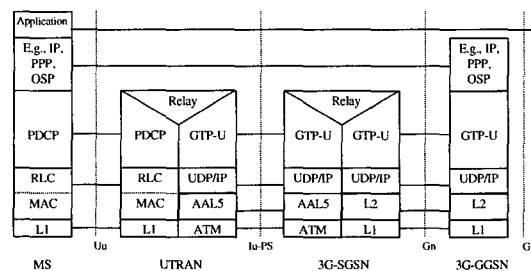 Application
E.g., IP, E.g., IP,
PPP, PPP,
OSP OSP
Relay Relay
PDCP PDCP GTP-U GTP-U GTP-U GTP-U
RLC RLC UDP/IP UDP/IP UDP/IP UDP/IP
MAC MAC AAL5 AAL5 L2 L2
L1 L1 ATM ATM L1 L1
Uu Iu-PS Gn G
MS UTRAN 3G-SGSN 3G-GGSN